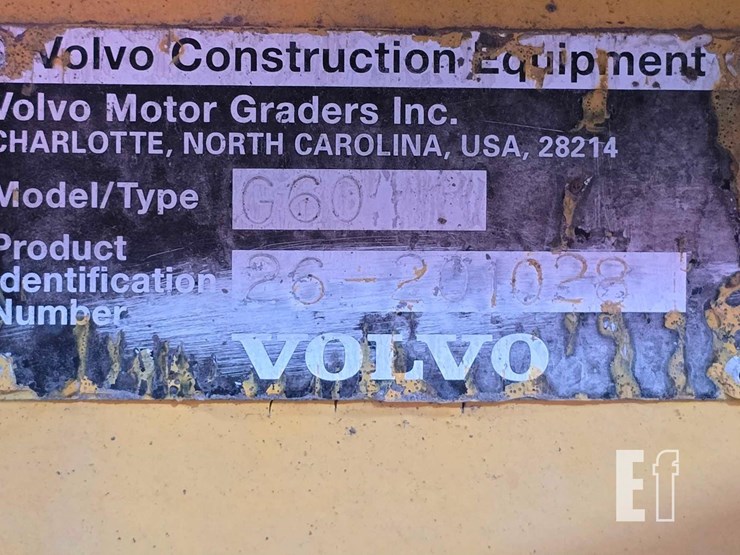 Volvo Construction Equipment
Volvo Motor Graders Inc.
CHARLOTTE, NORTH CAROLINA, USA, 28214
Model/Type G60
Product
Identification
Number 26-201028
VOLVO
Ef